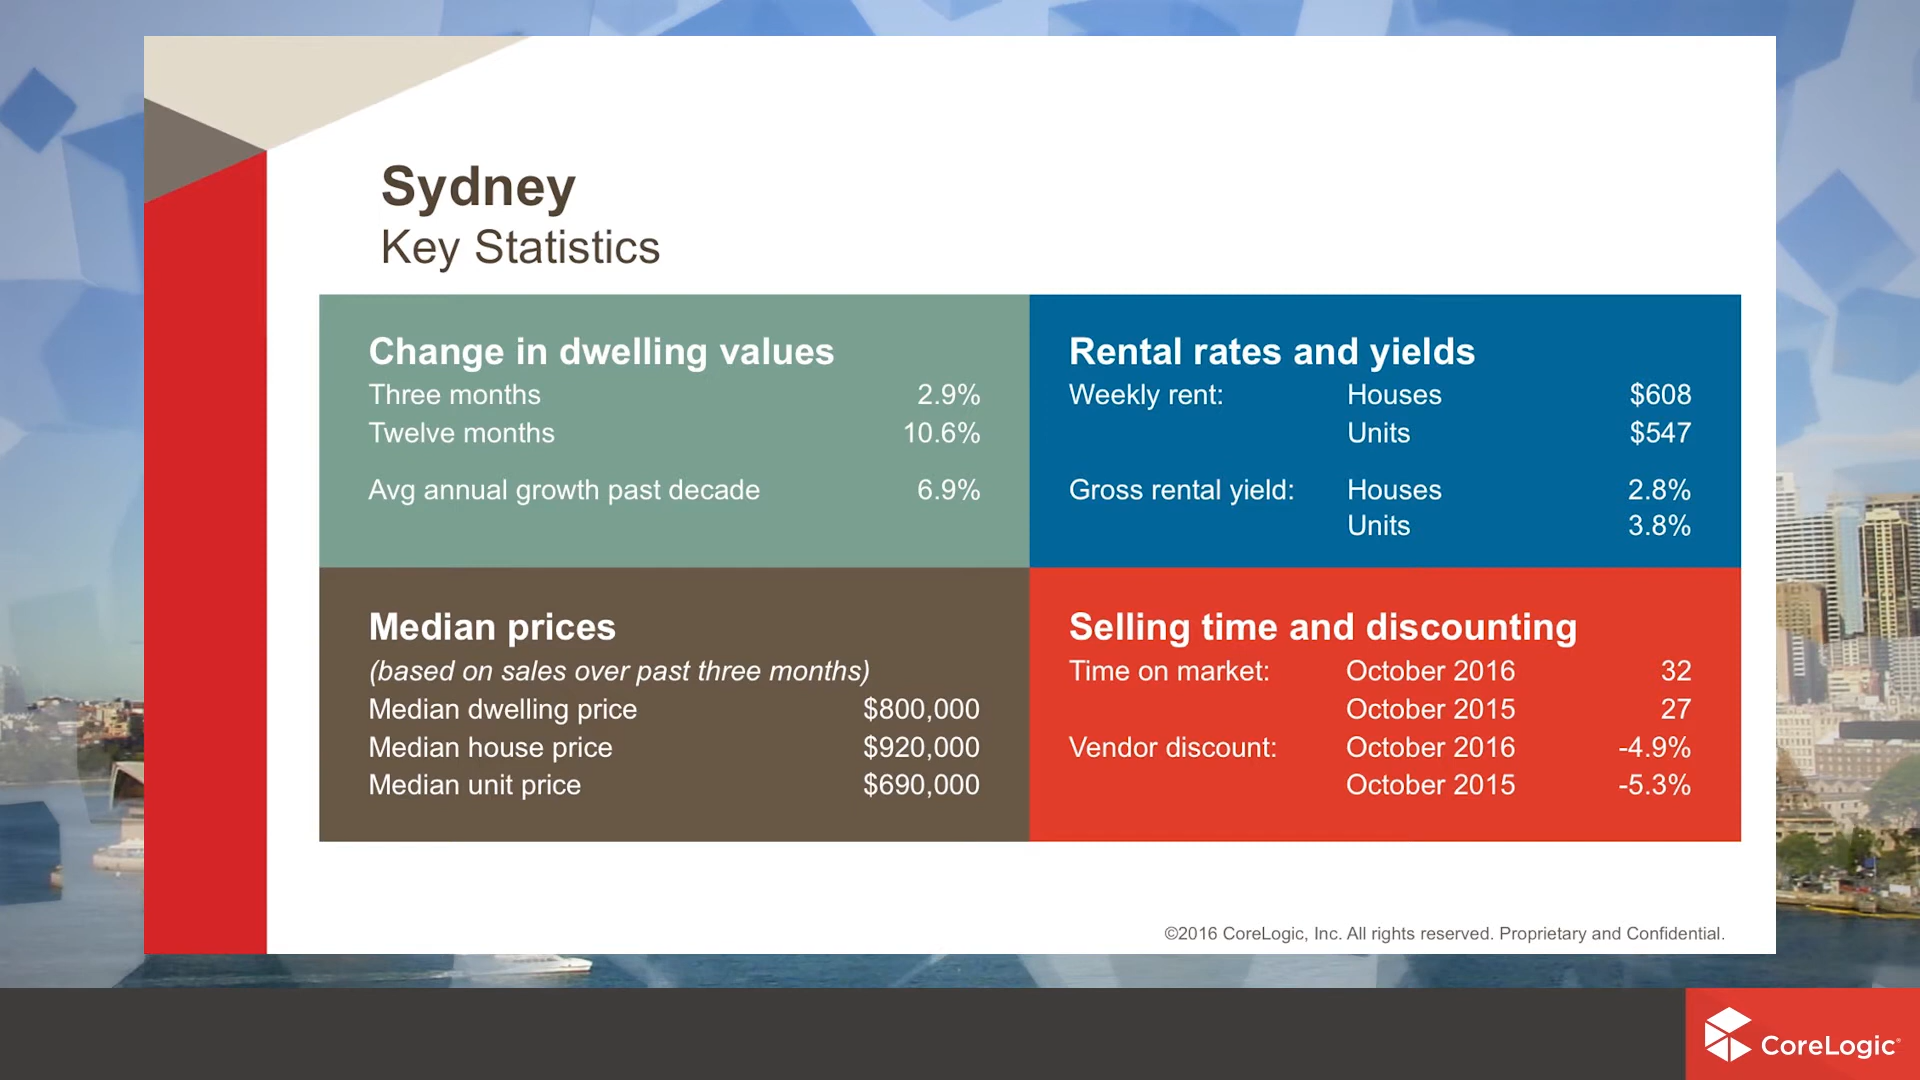 Sydney
Key Statistics
Change in dwelling values
Three months 2.9%
Twelve months 10.6%
Avg annual growth past decade 6.9%
Rental rates and yields
Weekly rent: Houses $608
Units $547
Gross rental yield: Houses 2.8%
Units 3.8%
Median prices
(based on sales over past three months)
Median dwelling price $800,000
Median house price $920,000
Median unit price $690,000
Selling time and discounting
Time on market: October 2016 32
October 2015 27
Vendor discount: October 2016 -4.9%
October 2015 -5.3%
©2016 CoreLogic, Inc. All rights reserved. Proprietary and Confidential.
CoreLogic